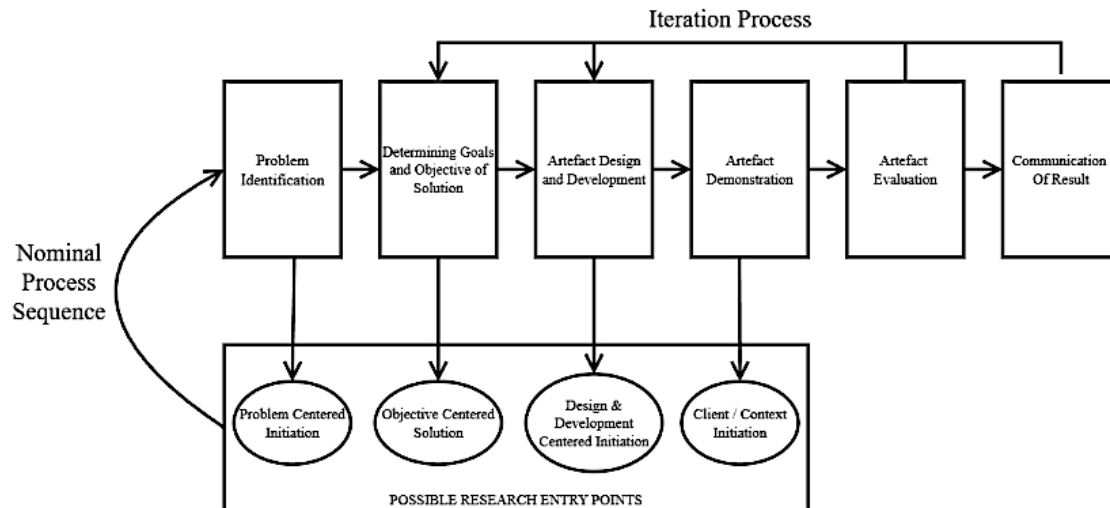 Iteration Process
Problem
Identification
Determining Goals
and Objective of
Solution
Artefact Design
and Development
Artefact
Demonstration
Artefact
Evaluation
Communication
Of Result
Nominal
Process
Sequence
Problem Centered
Initiation
Objective Centered
Solution
Design &
Development
Centered Initiation
Client / Context
Initiation
POSSIBLE RESEARCH ENTRY POINTS